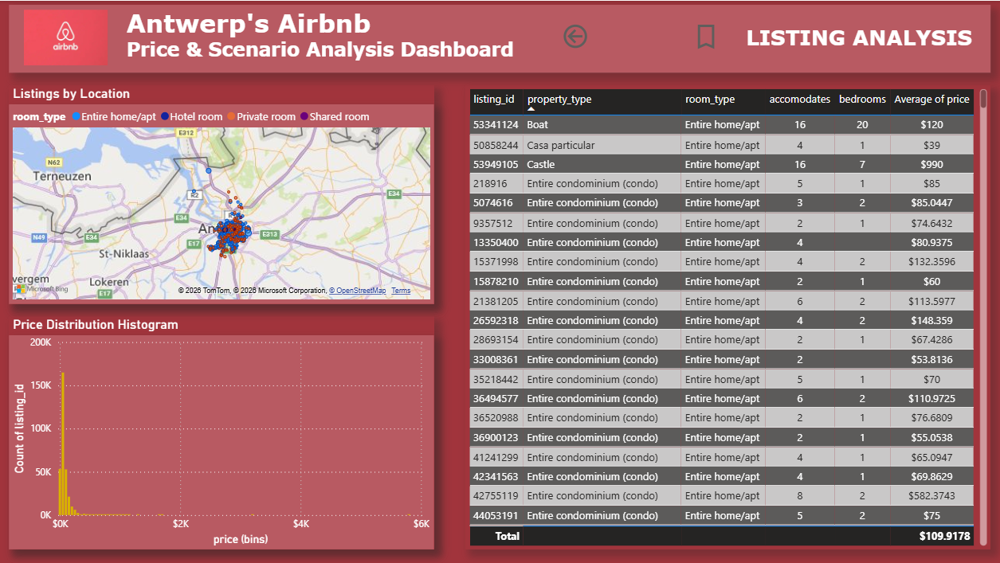 airbnb
Antwerp's Airbnb
Price & Scenario Analysis Dashboard
LISTING ANALYSIS
Listings by Location
room_type Entire home/apt Hotel room Private room Shared room
E312
N62
Terneuzen
R2
E34
E34
An
N49
E34
E17
E313
St-Niklaas
vergem
Lokeren
Microsoft Bing
E17
© 2026 TomTom, © 2026 Microsoft Corporation, © OpenStreetMap Terms
Price Distribution Histogram
Count of listing_id
200K
150K
100K
50K
0K
$0K $2K $4K $6K
price (bins)
listing_id property_type room_type accomodates bedrooms Average of price
53341124 Boat Entire home/apt 16 20 $120
50858244 Casa particular Entire home/apt 4 1 $39
53949105 Castle Entire home/apt 16 7 $990
218916 Entire condominium (condo) Entire home/apt 5 1 $85
5074616 Entire condominium (condo) Entire home/apt 3 2 $85.0447
9357512 Entire condominium (condo) Entire home/apt 2 1 $74.6432
13350400 Entire condominium (condo) Entire home/apt 4 $80.9375
15371998 Entire condominium (condo) Entire home/apt 4 2 $132.3596
15878210 Entire condominium (condo) Entire home/apt 2 1 $60
21381205 Entire condominium (condo) Entire home/apt 6 2 $113.5977
26592318 Entire condominium (condo) Entire home/apt 4 2 $148.359
28693154 Entire condominium (condo) Entire home/apt 2 1 $67.4286
33008361 Entire condominium (condo) Entire home/apt 2 $53.8136
35218442 Entire condominium (condo) Entire home/apt 5 1 $70
36494577 Entire condominium (condo) Entire home/apt 6 2 $110.9725
36520988 Entire condominium (condo) Entire home/apt 2 1 $76.6809
36900123 Entire condominium (condo) Entire home/apt 2 1 $55.0538
41241299 Entire condominium (condo) Entire home/apt 4 1 $65.0947
42341563 Entire condominium (condo) Entire home/apt 4 1 $69.8629
42755119 Entire condominium (condo) Entire home/apt 8 2 $582.3743
44053191 Entire condominium (condo) Entire home/apt 5 2 $75
Total $109.9178